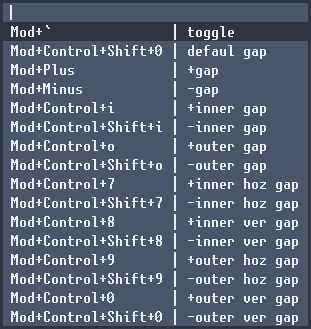 Mod+` | toggle
Mod+Control+Shift+0 | defaul gap
Mod+Plus | +gap
Mod+Minus | -gap
Mod+Control+i | +inner gap
Mod+Control+Shift+i | -inner gap
Mod+Control+o | +outer gap
Mod+Control+Shift+o | -outer gap
Mod+Control+7 | +inner hoz gap
Mod+Control+Shift+7 | -inner hoz gap
Mod+Control+8 | +inner ver gap
Mod+Control+Shift+8 | -inner ver gap
Mod+Control+9 | +outer hoz gap
Mod+Control+Shift+9 | -outer hoz gap
Mod+Control+0 | +outer ver gap
Mod+Control+Shift+0 | -outer ver gap